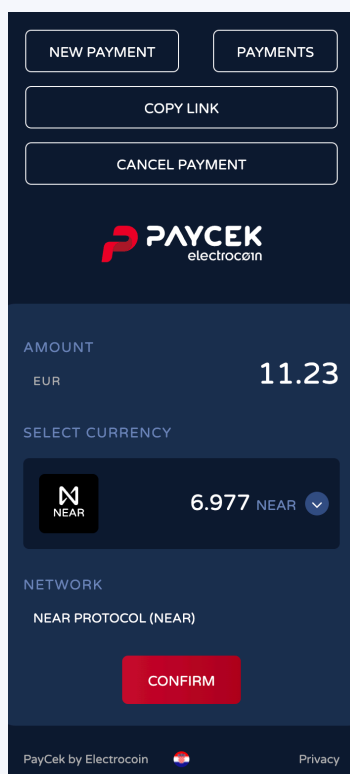 NEW PAYMENT
PAYMENTS
COPY LINK
CANCEL PAYMENT
PAYCEK
electrocøin
AMOUNT
EUR
11.23
SELECT CURRENCY
NEAR
6.977 NEAR
NETWORK
NEAR PROTOCOL (NEAR)
CONFIRM
PayCek by Electrocoin
Privacy